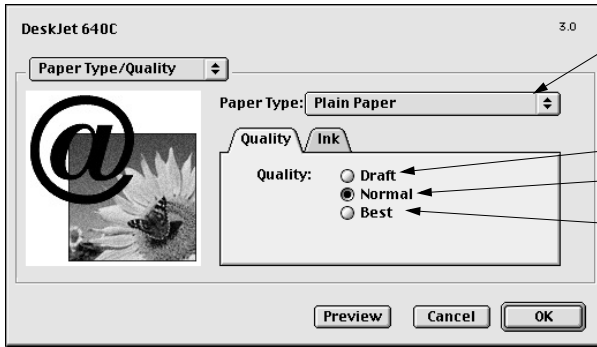 DeskJet 640C 3.0
Paper Type/Quality
Paper Type: Plain Paper
@
Quality Ink
Quality: Draft
Normal
Best
Preview Cancel OK